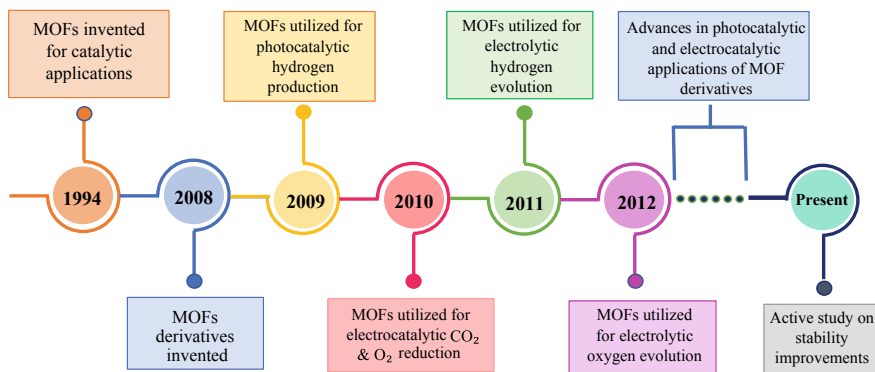 MOFs invented
for catalytic
applications
MOFs utilized for
photocatalytic
hydrogen
production
MOFs utilized for
electrolytic
hydrogen
evolution
Advances in photocatalytic
and electrocatalytic
applications of MOF
derivatives
1994
2008
2009
2010
2011
2012
Present
MOFs
derivatives
invented
MOFs utilized for
electrocatalytic CO₂
& O₂ reduction
MOFs utilized
for electrolytic
oxygen evolution
Active study on
stability
improvements